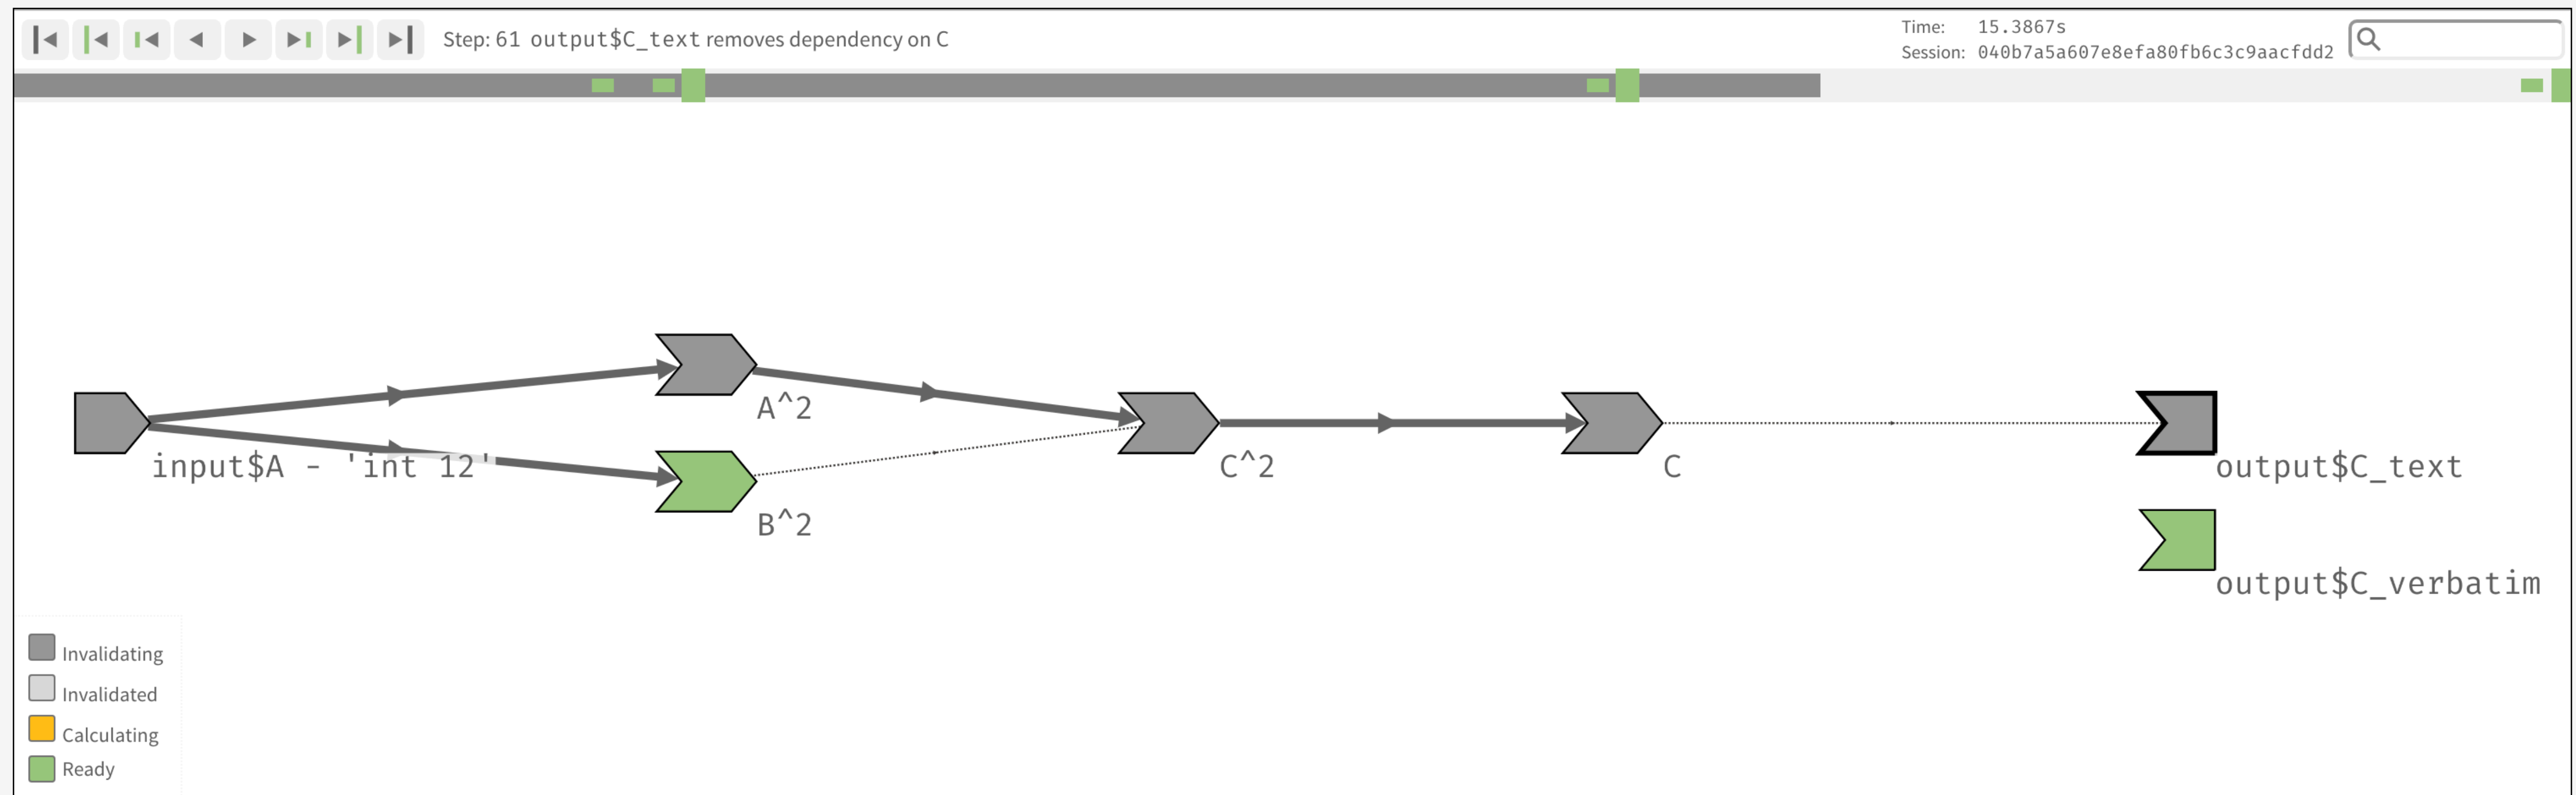 Step: 61 output$C_text removes dependency on C
Time: 15.3867s
Session: 040b7a5a607e8efa80fb6c3c9aacfdd2
A^2
input$A - 'int 12'
C^2
C
output$C_text
B^2
output$C_verbatim
Invalidating
Invalidated
Calculating
Ready